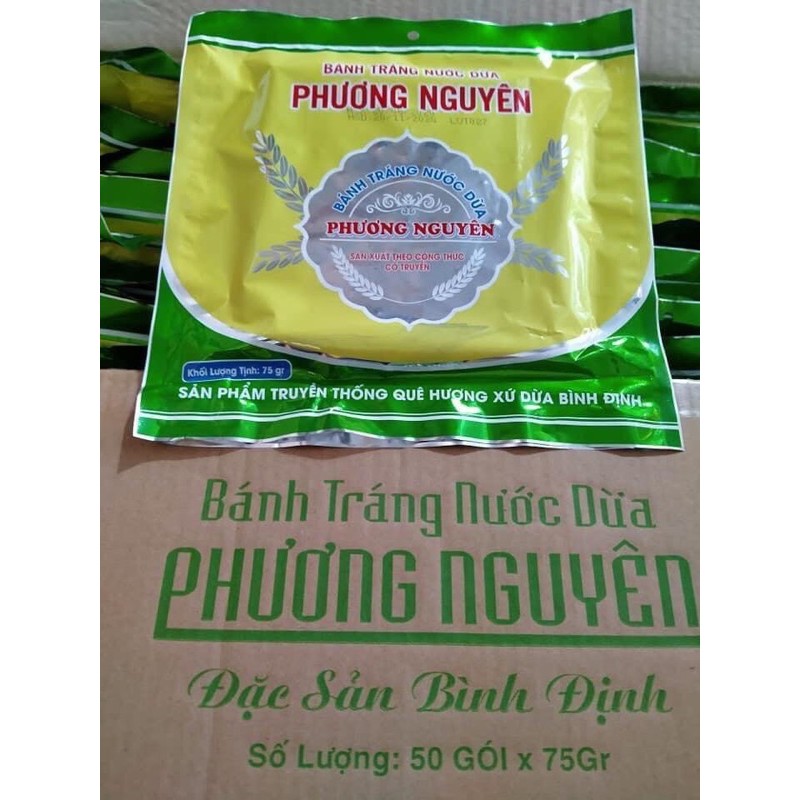 BÁNH TRÁNG NƯỚC DỪA
PHƯƠNG NGUYÊN
BÁNH TRÁNG NƯỚC DỪA
PHƯƠNG NGUYÊN
SẢN XUẤT THEO CÔNG THỨC
CỔ TRUYỀN
Khối Lượng Tịnh: 75 gr
SẢN PHẨM TRUYỀN THỐNG QUÊ HƯƠNG XỨ DỪA BÌNH ĐỊNH
Bánh Tráng Nước Dừa
PHƯƠNG NGUYÊN
Đặc Sản Bình Định
Số Lượng: 50 GÓI x 75Gr